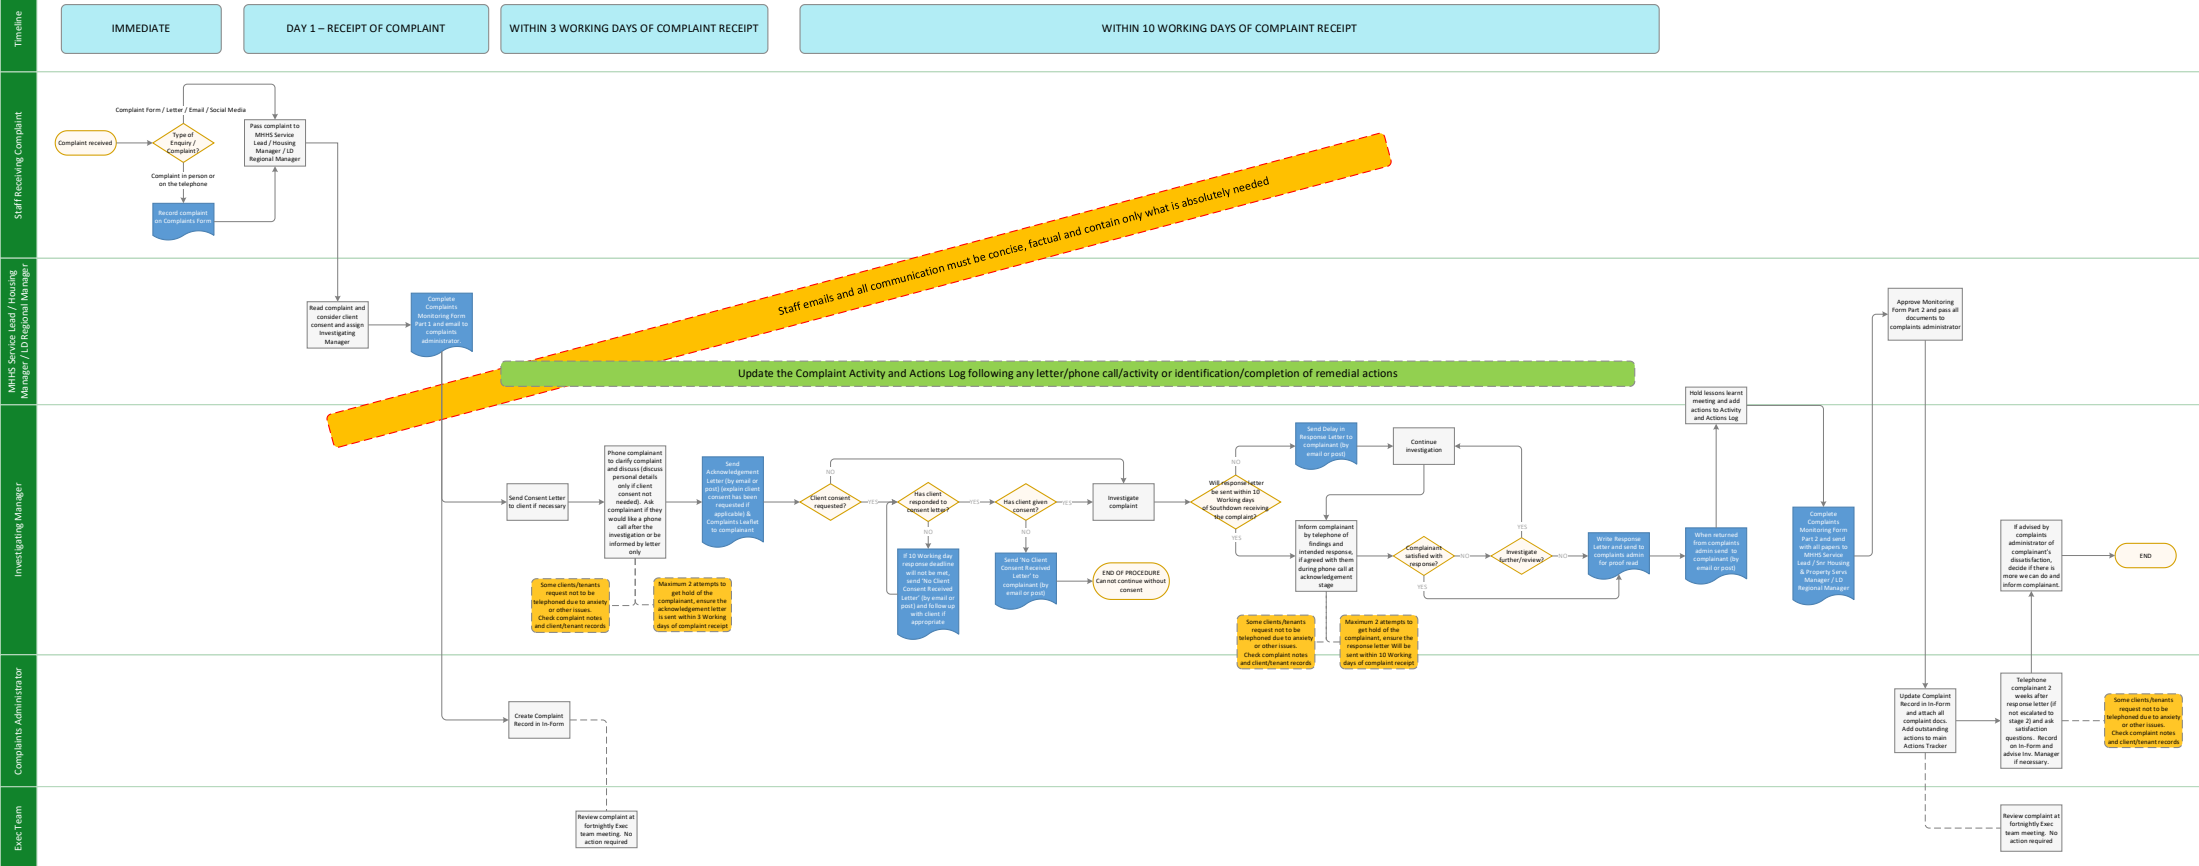 Timeline
IMMEDIATE
DAY 1 – RECEIPT OF COMPLAINT
WITHIN 3 WORKING DAYS OF COMPLAINT RECEIPT
WITHIN 10 WORKING DAYS OF COMPLAINT RECEIPT
Staff Receiving Complaint
Complaint received
Complaint Form / Letter / Email / Social Media
Type of
Enquiry /
Complaint?
Complaint in person or
on the telephone
Record complaint
on Complaints Form
Pass complaint to
MHHS Service
Lead / Housing
Manager / LD
Regional Manager
Staff emails and all communication must be concise, factual and contain only what is absolutely needed
MHHS Service Lead / Housing
Manager / LD Regional Manager
Read complaint and
consider client
consent and assign
Investigating
Manager
Complete
Complaints
Monitoring Form
Part 1 and email to
complaints
administrator.
Update the Complaint Activity and Actions Log following any letter/phone call/activity or identification/completion of remedial actions
Approve Monitoring
Form Part 2 and pass all
documents to
complaints administrator
Hold lessons learnt
meeting and add
actions to Activity
and Actions Log
Investigating Manager
Send Consent Letter
to client if necessary
Phone complainant
to clarify complaint
and discuss (discuss
personal details
only if client
consent not
needed). Ask
complainant if they
would like a phone
call after the
investigation or be
informed by letter
only
Some clients/tenants
request not to be
telephoned due to anxiety
or other issues.
Check complaint notes
and client/tenant records
Maximum 2 attempts to
get hold of the
complainant, ensure the
acknowledgement letter
is sent within 3 Working
days of complaint receipt
Send
Acknowledgement
Letter (by email or
post) (explain client
consent has been
requested if
applicable) &
Complaints Leaflet
to complainant
Client consent
requested?
NO
YES
Has client
responded to
consent letter?
YES
NO
If 10 Working day
response deadline
will not be met,
send 'No Client
Consent Received
Letter' (by email or
post) and follow up
with client if
appropriate
Has client given
consent?
YES
NO
Send 'No Client
Consent Received
Letter' to
complainant (by
email or post)
END OF PROCEDURE
Cannot continue without
consent
Investigate
complaint
Will response letter
be sent within 10
Working days
of Southdown receiving
the complaint?
NO
YES
Send Delay in
Response Letter to
complainant (by
email or post)
Continue
investigation
Inform complainant
by telephone of
findings and
intended response,
if agreed with them
during phone call at
acknowledgement
stage
Some clients/tenants
request not to be
telephoned due to anxiety
or other issues.
Check complaint notes
and client/tenant records
Maximum 2 attempts to
get hold of the
complainant, ensure the
response letter Will be
sent within 10 Working
days of complaint receipt
Complainant
satisfied with
response?
NO
YES
Investigate
further/review?
YES
NO
Write Response
Letter and send to
complaints admin
for proof read
When returned
from complaints
admin send to
complainant (by
email or post)
Complete
Complaints
Monitoring Form
Part 2 and send
with all papers to
MHHS Service
Lead / Snr Housing
& Property Servs
Manager / LD
Regional Manager
If advised by
complaints
administrator of
complainant's
dissatisfaction,
decide if there is
more we can do and
inform complainant.
END
Complaints Administrator
Create Complaint
Record in In-Form
Update Complaint
Record in In-Form
and attach all
complaint docs.
Add outstanding
actions to main
Actions Tracker
Telephone
complainant 2
weeks after
response letter (if
not escalated to
stage 2) and ask
satisfaction
questions. Record
on In-Form and
advise Inv. Manager
if necessary.
Some clients/tenants
request not to be
telephoned due to anxiety
or other issues.
Check complaint notes
and client/tenant records
Exec Team
Review complaint at
fortnightly Exec
team meeting. No
action required
Review complaint at
fortnightly Exec
team meeting. No
action required